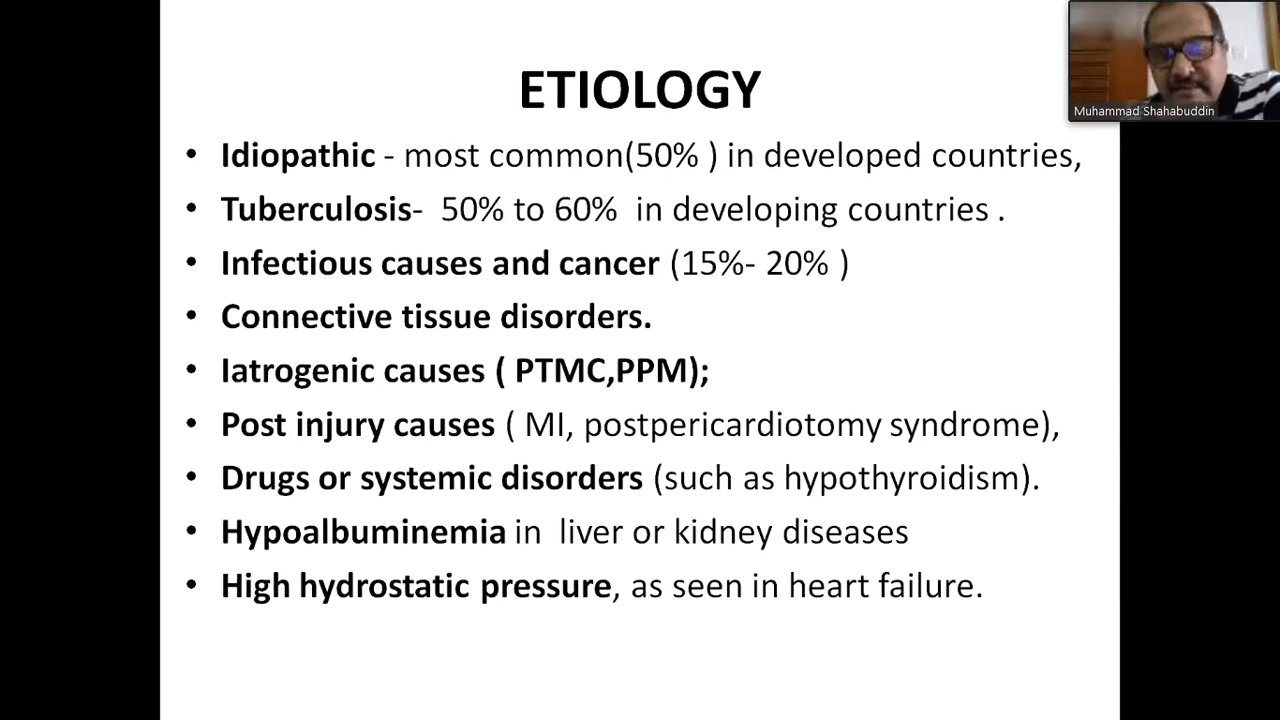 Muhammad Shahabuddin
ETIOLOGY
• Idiopathic - most common(50% ) in developed countries,
• Tuberculosis-  50% to 60%  in developing countries .
• Infectious causes and cancer (15%- 20% )
• Connective tissue disorders.
• Iatrogenic causes ( PTMC,PPM);
• Post injury causes ( MI, postpericardiotomy syndrome),
• Drugs or systemic disorders (such as hypothyroidism).
• Hypoalbuminemia in  liver or kidney diseases
• High hydrostatic pressure, as seen in heart failure.